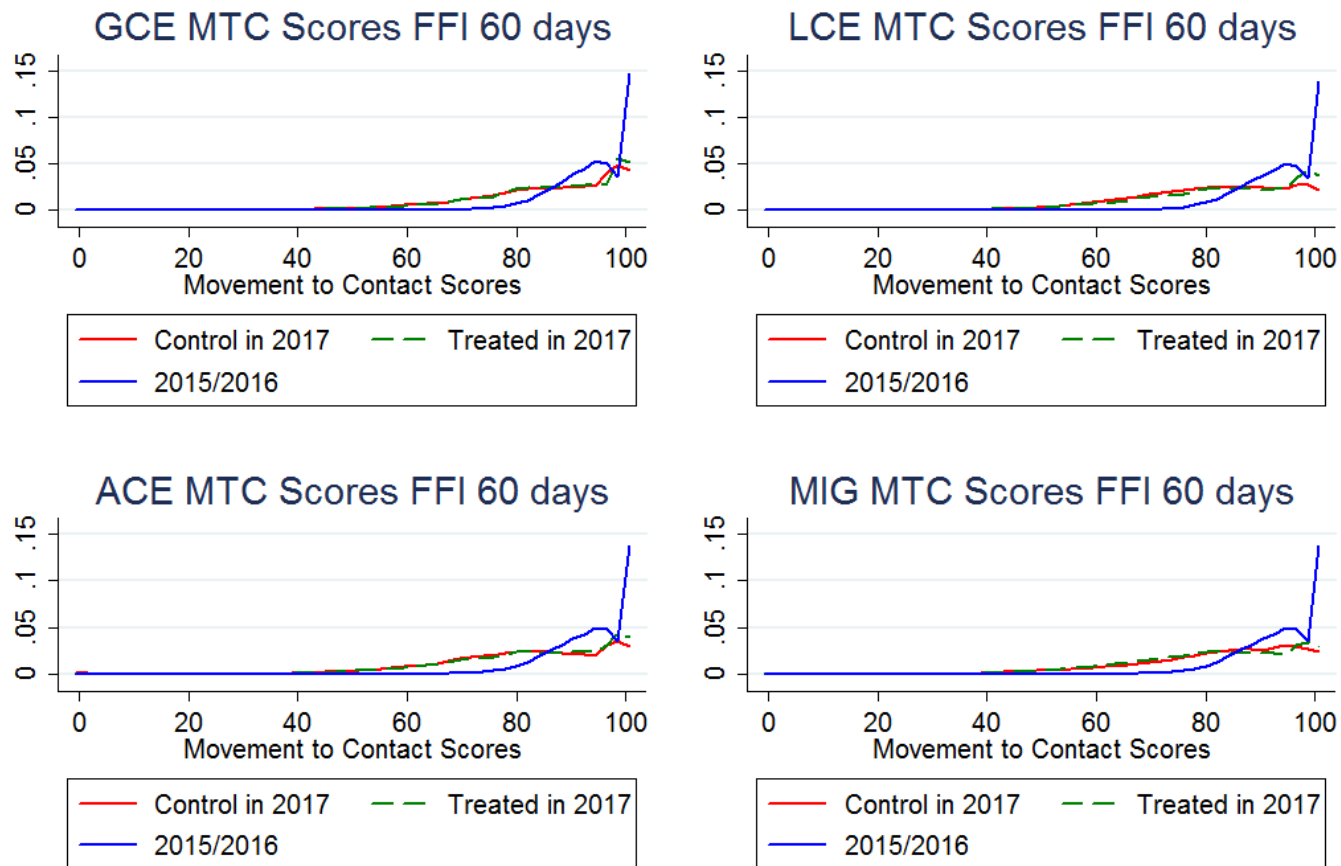 GCE MTC Scores FFI 60 days
.15
.1
.05
0
0 20 40 60 80 100
Movement to Contact Scores
Control in 2017 Treated in 2017
2015/2016
LCE MTC Scores FFI 60 days
.15
.1
.05
0
0 20 40 60 80 100
Movement to Contact Scores
Control in 2017 Treated in 2017
2015/2016
ACE MTC Scores FFI 60 days
.15
.1
.05
0
0 20 40 60 80 100
Movement to Contact Scores
Control in 2017 Treated in 2017
2015/2016
MIG MTC Scores FFI 60 days
.15
.1
.05
0
0 20 40 60 80 100
Movement to Contact Scores
Control in 2017 Treated in 2017
2015/2016